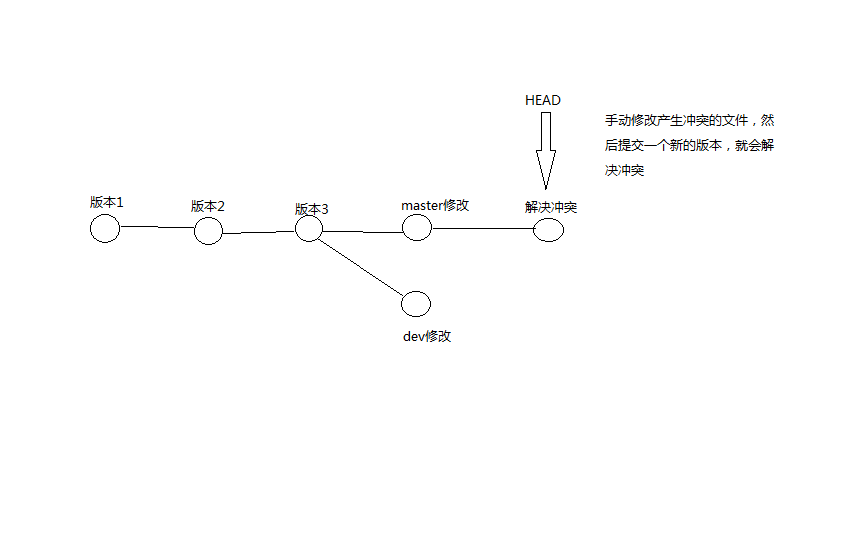 HEAD
手动修改产生冲突的文件，然
后提交一个新的版本，就会解
决冲突
版本1
版本2
版本3
master修改
解决冲突
dev修改